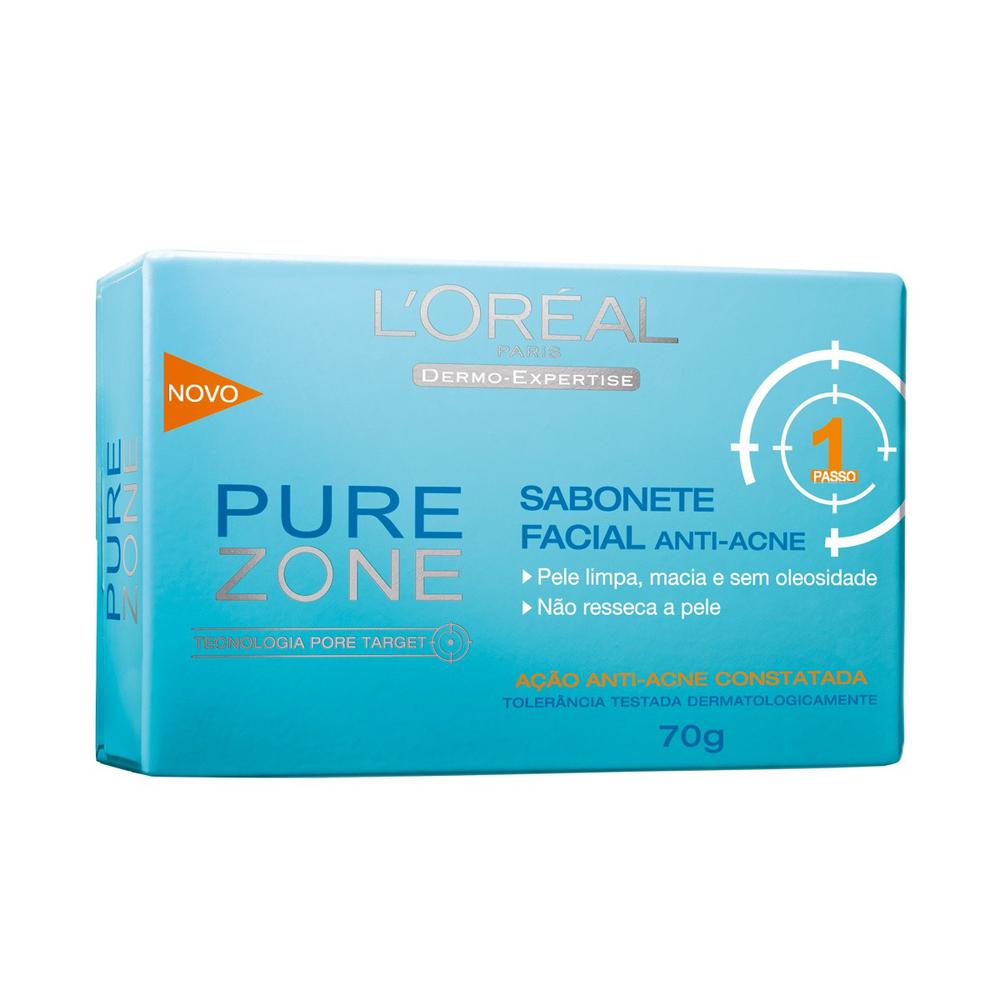 L'ORÉAL
PARIS
DERMO-EXPERTISE
NOVO
PURE
ZONE
PURE
ZONE
TECNOLOGIA PORE TARGET
1
PASSO
SABONETE
FACIAL ANTI-ACNE
Pele limpa, macia e sem oleosidade
Não resseca a pele
AÇÃO ANTI-ACNE CONSTATADA
TOLERÂNCIA TESTADA DERMATOLOGICAMENTE
70g